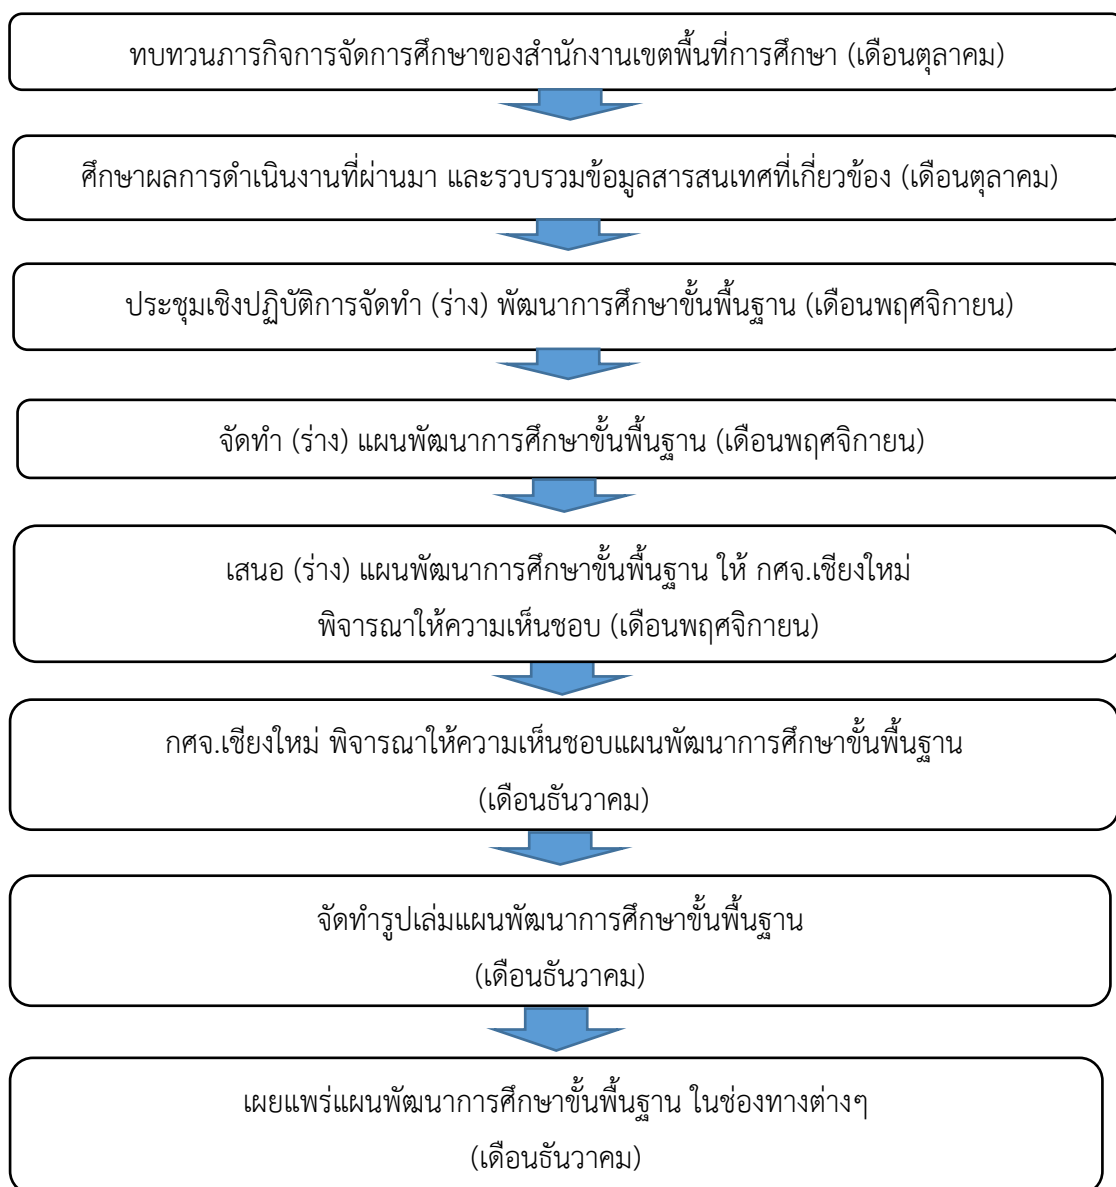 ทบทวนภารกิจการจัดการศึกษาของสำนักงานเขตพื้นที่การศึกษา (เดือนตุลาคม)
ศึกษาผลการดำเนินงานที่ผ่านมา และรวบรวมข้อมูลสารสนเทศที่เกี่ยวข้อง (เดือนตุลาคม)
ประชุมเชิงปฏิบัติการจัดทำ (ร่าง) พัฒนาการศึกษาขั้นพื้นฐาน (เดือนพฤศจิกายน)
จัดทำ (ร่าง) แผนพัฒนาการศึกษาขั้นพื้นฐาน (เดือนพฤศจิกายน)
เสนอ (ร่าง) แผนพัฒนาการศึกษาขั้นพื้นฐาน ให้ กศจ.เชียงใหม่
พิจารณาให้ความเห็นชอบ (เดือนพฤศจิกายน)
กศจ.เชียงใหม่ พิจารณาให้ความเห็นชอบแผนพัฒนาการศึกษาขั้นพื้นฐาน
(เดือนธันวาคม)
จัดทำรูปเล่มแผนพัฒนาการศึกษาขั้นพื้นฐาน
(เดือนธันวาคม)
เผยแพร่แผนพัฒนาการศึกษาขั้นพื้นฐาน ในช่องทางต่างๆ
(เดือนธันวาคม)